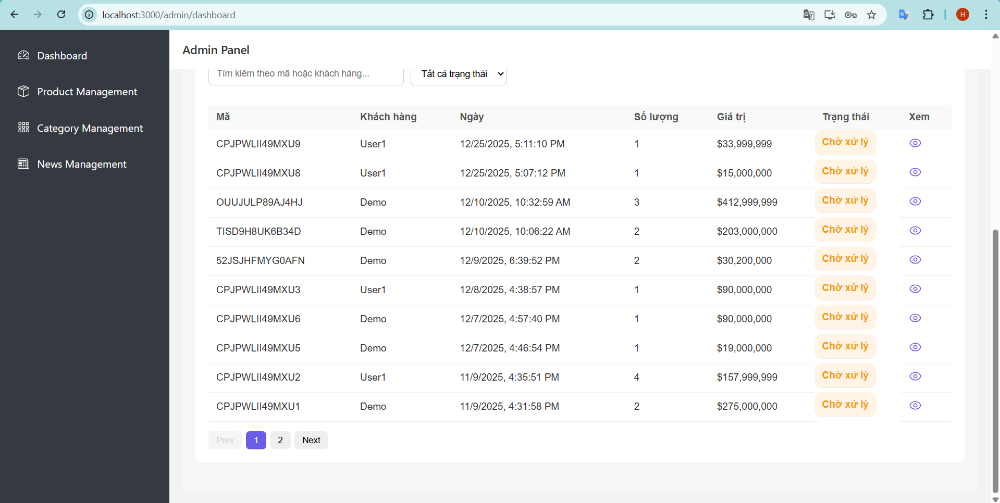 localhost:3000/admin/dashboard
H
Dashboard
Product Management
Category Management
News Management
Admin Panel
Tìm kiếm theo mã hoặc khách hàng...
Tất cả trạng thái
Mã Khách hàng Ngày Số lượng Giá trị Trạng thái Xem
CPJPWLII49MXU9 User1 12/25/2025, 5:11:10 PM 1 $33,999,999 Chờ xử lý
CPJPWLII49MXU8 User1 12/25/2025, 5:07:12 PM 1 $15,000,000 Chờ xử lý
OUUJULP89AJ4HJ Demo 12/10/2025, 10:32:59 AM 3 $412,999,999 Chờ xử lý
TISD9H8UK6B34D Demo 12/10/2025, 10:06:22 AM 2 $203,000,000 Chờ xử lý
52JSJHFMYG0AFN Demo 12/9/2025, 6:39:52 PM 2 $30,200,000 Chờ xử lý
CPJPWLII49MXU3 User1 12/8/2025, 4:38:57 PM 1 $90,000,000 Chờ xử lý
CPJPWLII49MXU6 Demo 12/7/2025, 4:57:40 PM 1 $90,000,000 Chờ xử lý
CPJPWLII49MXU5 Demo 12/7/2025, 4:46:54 PM 1 $19,000,000 Chờ xử lý
CPJPWLII49MXU2 User1 11/9/2025, 4:35:51 PM 4 $157,999,999 Chờ xử lý
CPJPWLII49MXU1 Demo 11/9/2025, 4:31:58 PM 2 $275,000,000 Chờ xử lý
Prev 1 2 Next